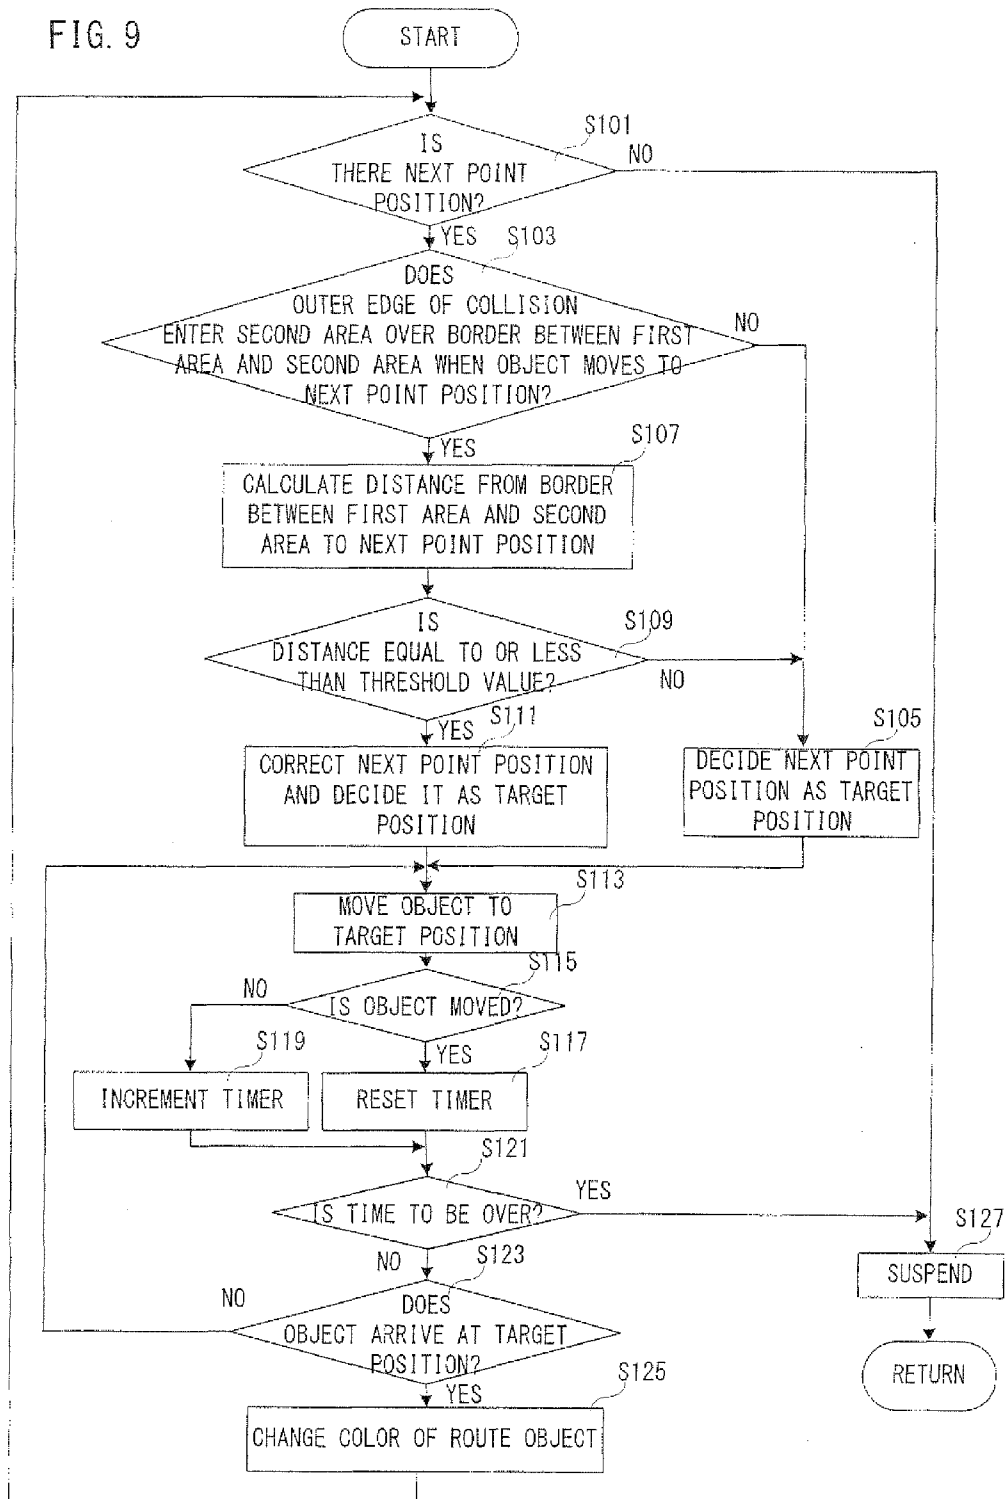 FIG. 9
START
S101
IS
THERE NEXT POINT
POSITION?
NO
YES
S103
DOES
OUTER EDGE OF COLLISION
ENTER SECOND AREA OVER BORDER BETWEEN FIRST
AREA AND SECOND AREA WHEN OBJECT MOVES TO
NEXT POINT POSITION?
NO
YES
S107
CALCULATE DISTANCE FROM BORDER
BETWEEN FIRST AREA AND SECOND
AREA TO NEXT POINT POSITION
S109
IS
DISTANCE EQUAL TO OR LESS
THAN THRESHOLD VALUE?
NO
YES
S111
CORRECT NEXT POINT POSITION
AND DECIDE IT AS TARGET
POSITION
S105
DECIDE NEXT POINT
POSITION AS TARGET
POSITION
S113
MOVE OBJECT TO
TARGET POSITION
S115
IS OBJECT MOVED?
NO
YES
S119
INCREMENT TIMER
S117
RESET TIMER
S121
IS TIME TO BE OVER?
YES
NO
S127
SUSPEND
S123
DOES
OBJECT ARRIVE AT TARGET
POSITION?
NO
YES
RETURN
S125
CHANGE COLOR OF ROUTE OBJECT